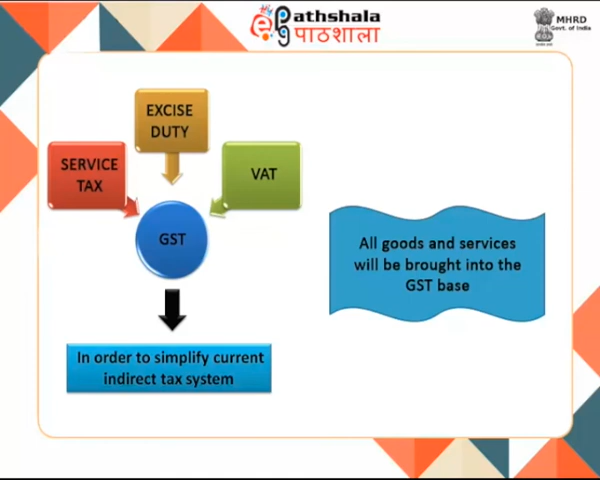 Pathshala
पाठशाला
MHRD
Govt. of India
EXCISE
DUTY
SERVICE
TAX
VAT
GST
All goods and services
will be brought into the
GST base
In order to simplify current
indirect tax system